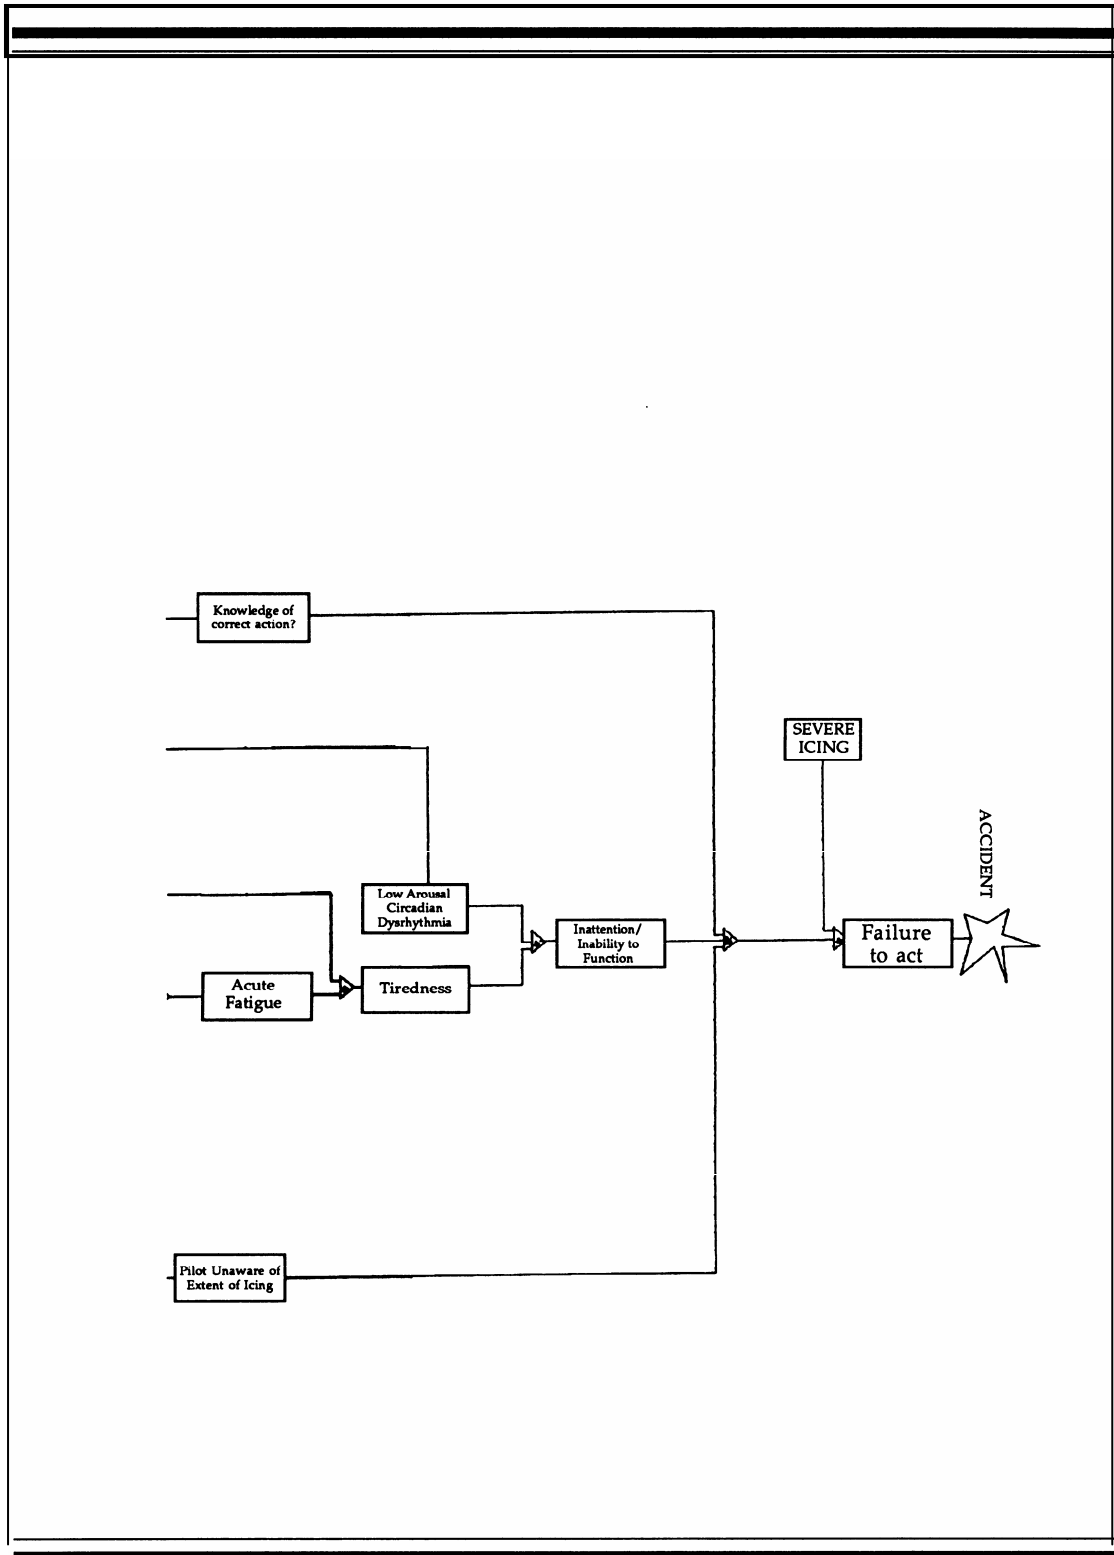 Knowledge of
correct action?
SEVERE
ICING
ACCIDENT
Low Arousal
Circadian
Dysrhythmia
Inattention/
Inability to
Function
Failure
to act
Acute
Fatigue
Tiredness
Pilot Unaware of
Extent of Icing